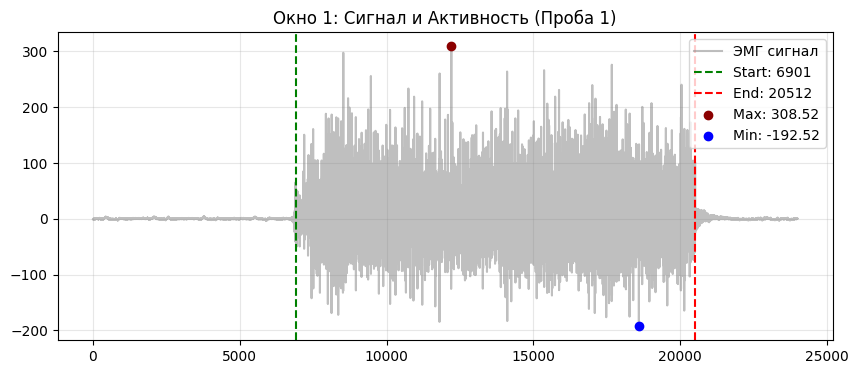 Окно 1: Сигнал и Активность (Проба 1)
300
200
100
0
−100
−200
0
5000
10000
15000
20000
25000
ЭМГ сигнал
Start: 6901
End: 20512
Max: 308.52
Min: -192.52